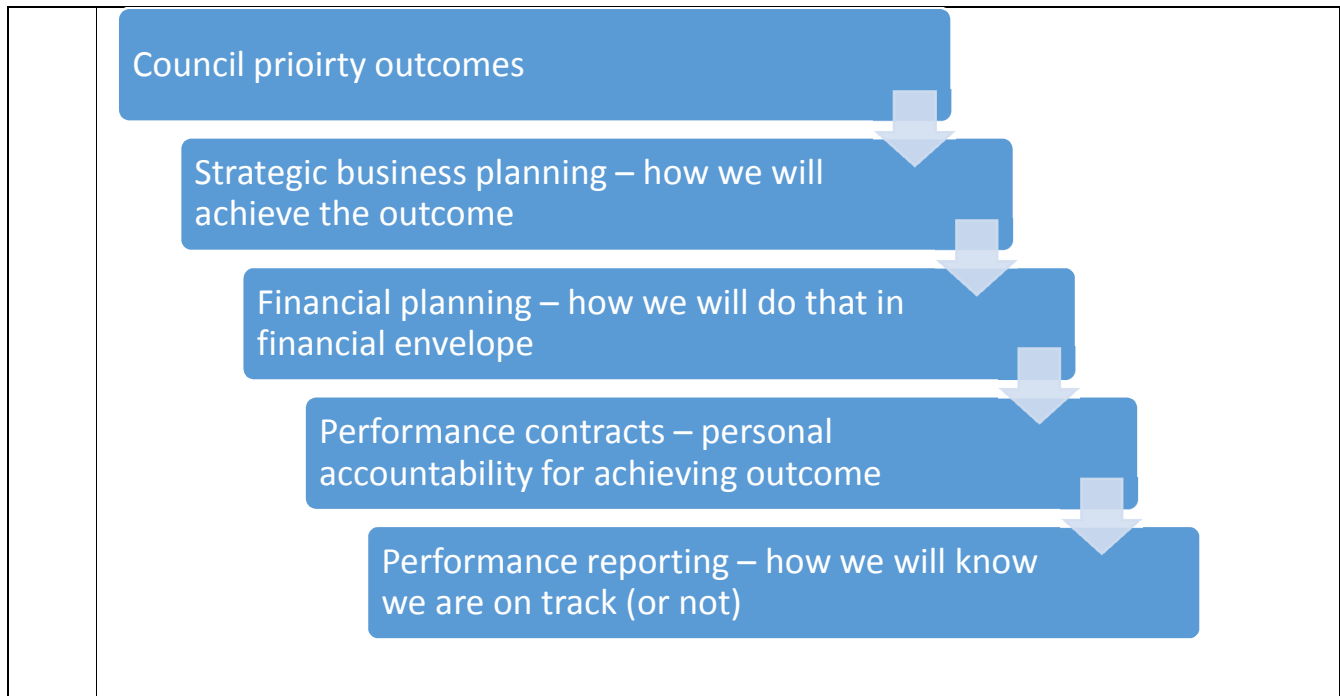 Council prioirty outcomes
Strategic business planning – how we will
achieve the outcome
Financial planning – how we will do that in
financial envelope
Performance contracts – personal
accountability for achieving outcome
Performance reporting – how we will know
we are on track (or not)